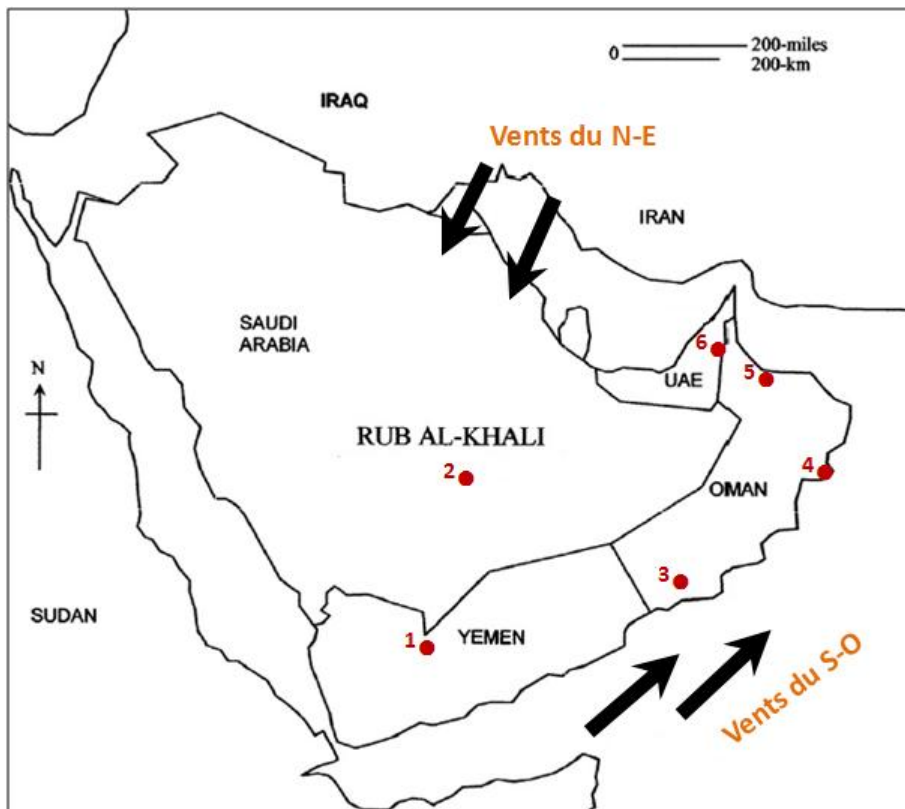 200-miles
0
200-km
IRAQ
Vents du N-E
IRAN
SAUDI
ARABIA
N
6
UAE
5
RUB AL-KHALI
2
4
OMAN
3
SUDAN
1
YEMEN
Vents du S-O